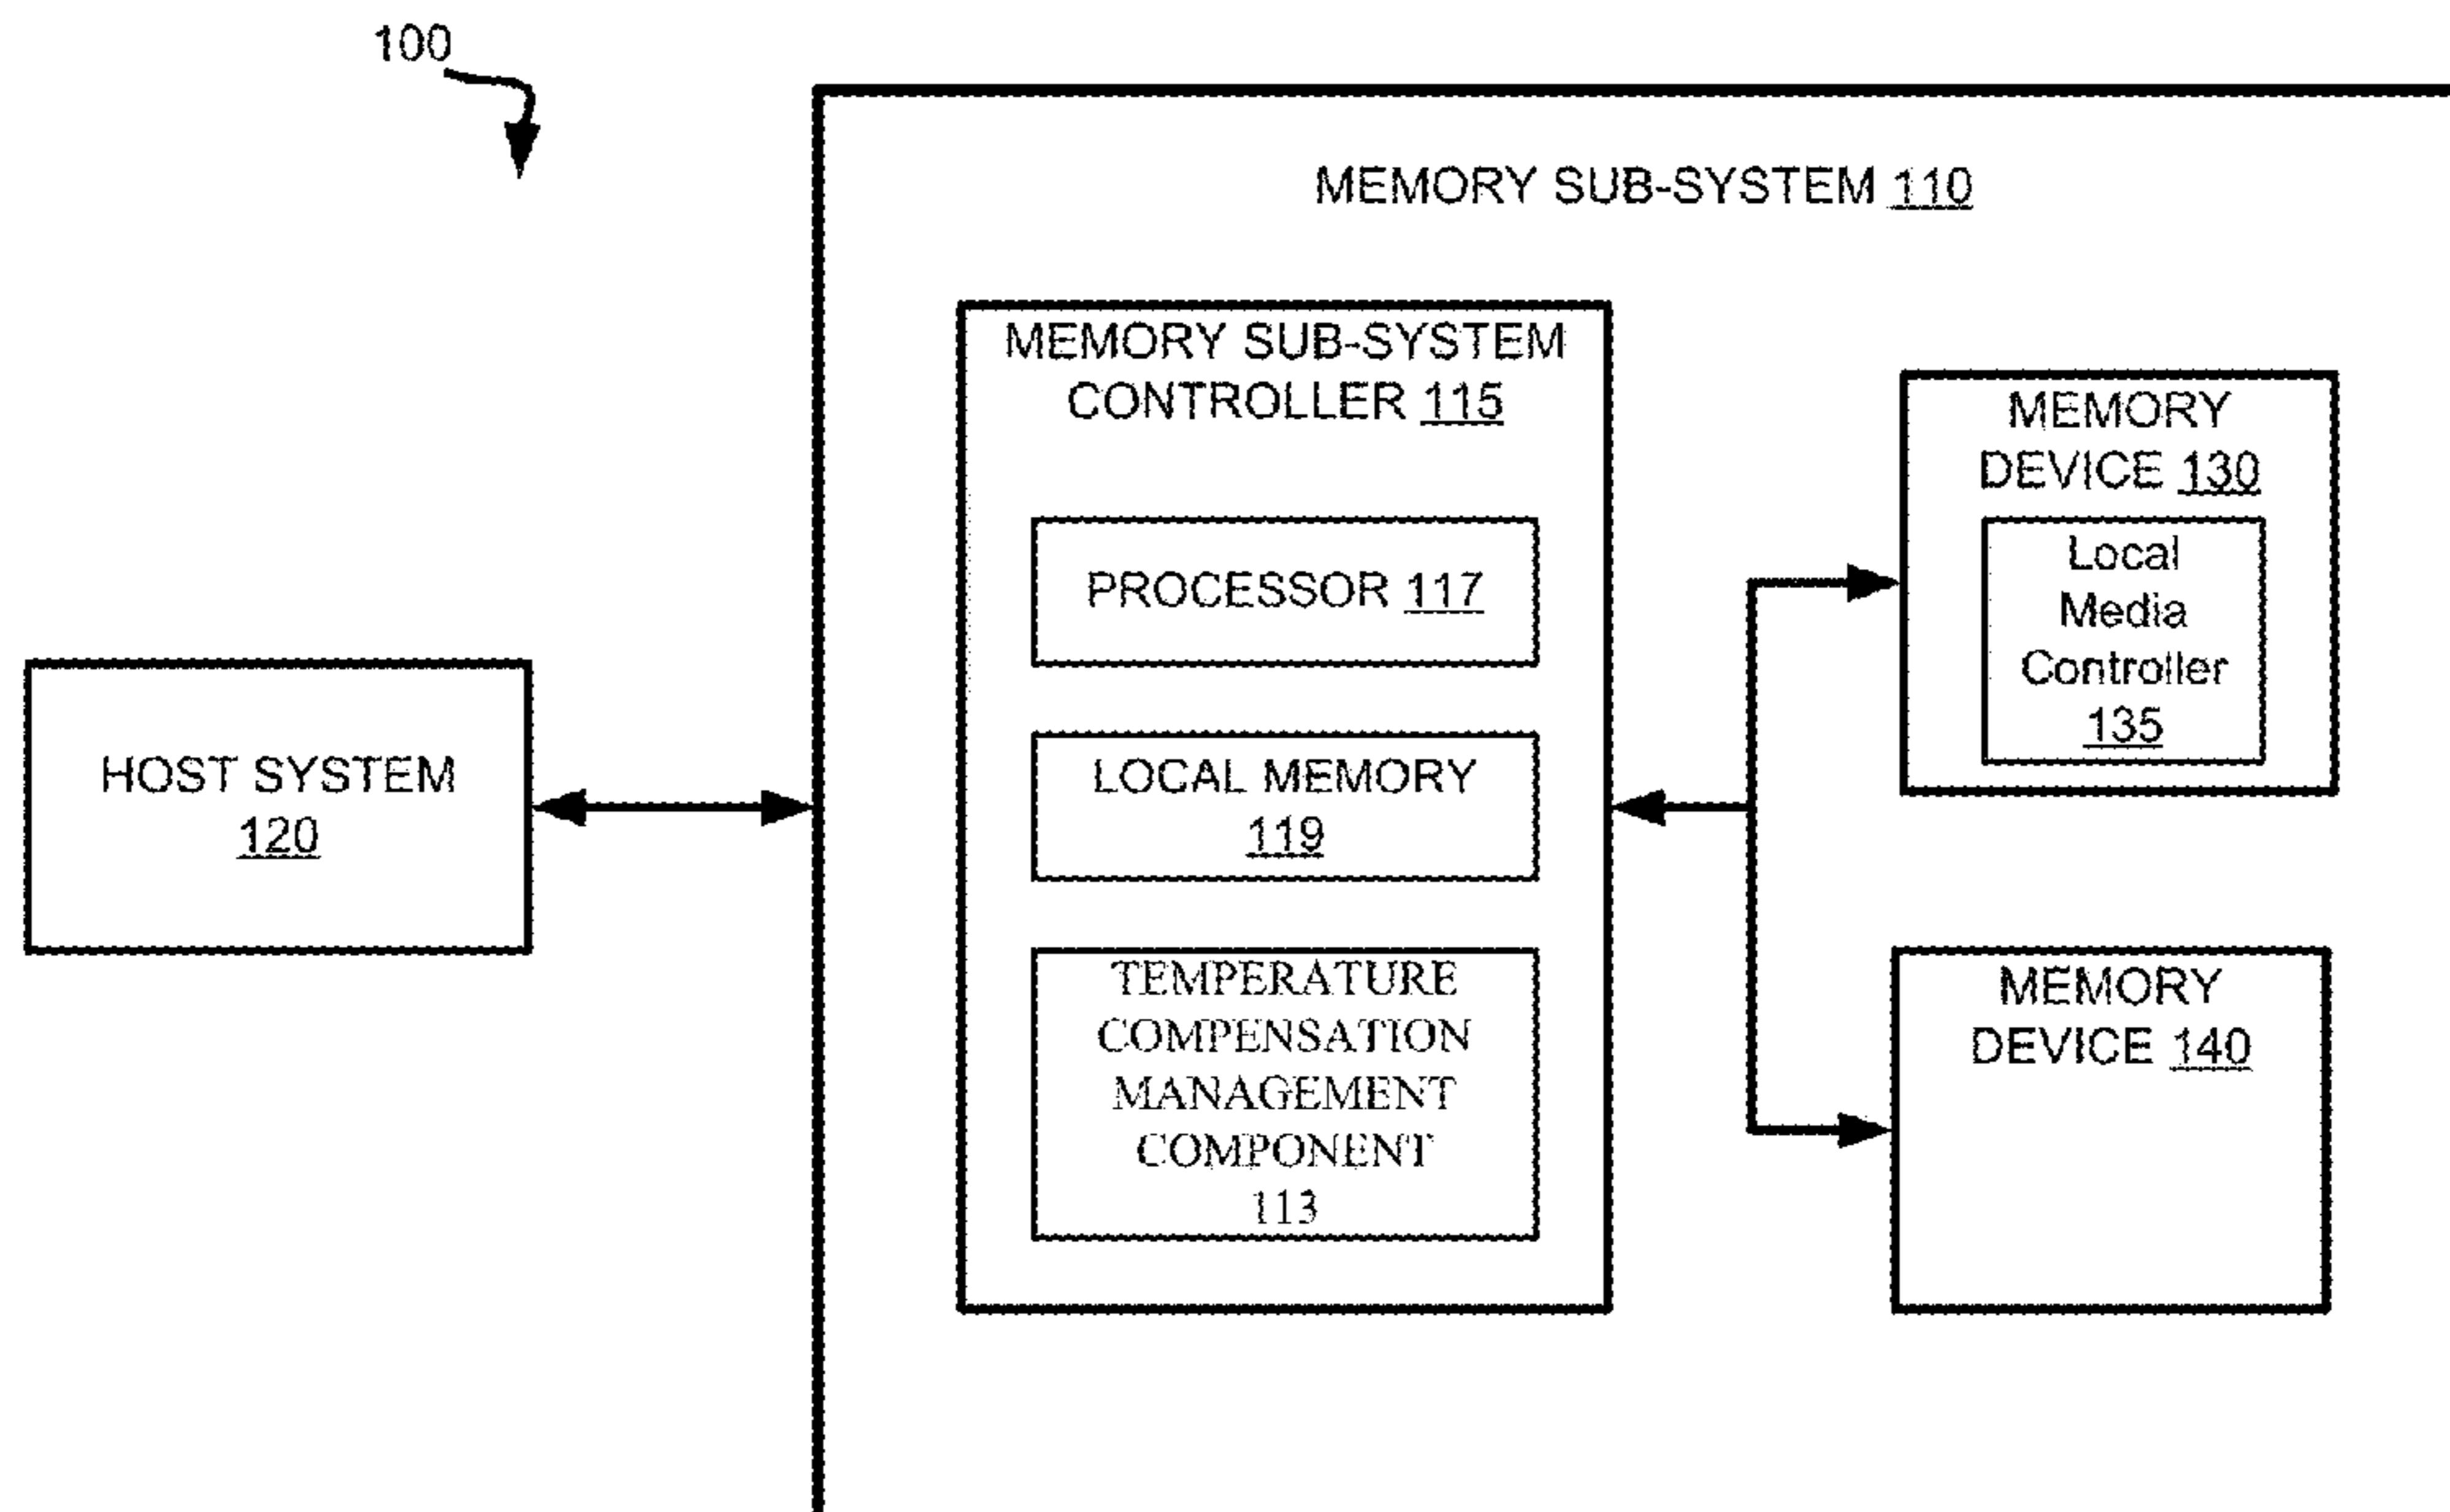 100
MEMORY SUB-SYSTEM 110
MEMORY SUB-SYSTEM
CONTROLLER 115
PROCESSOR 117
LOCAL MEMORY
119
TEMPERATURE
COMPENSATION
MANAGEMENT
COMPONENT
113
HOST SYSTEM
120
MEMORY
DEVICE 130
Local
Media
Controller
135
MEMORY
DEVICE 140